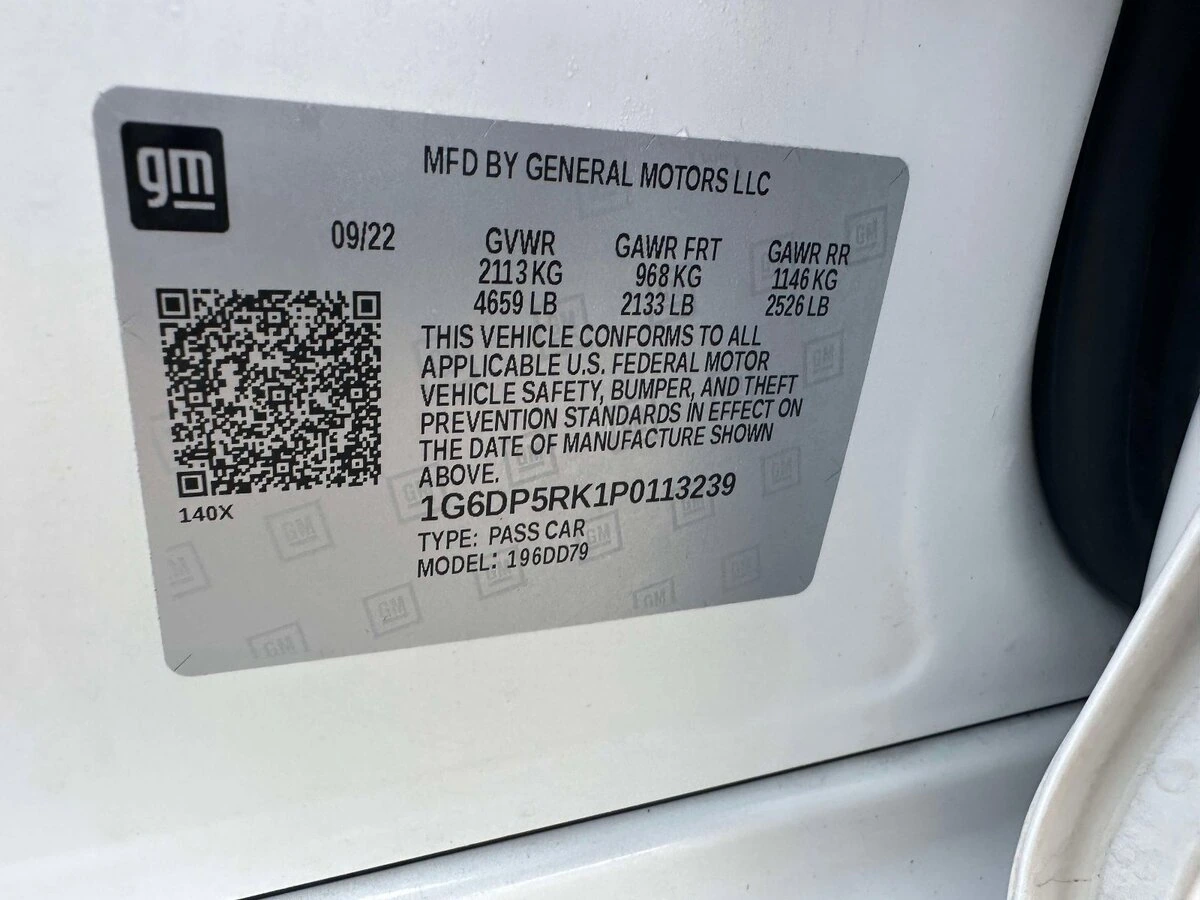 gm
MFD BY GENERAL MOTORS LLC
09/22
GVWR GAWR FRT GAWR RR
2113 KG 968 KG 1146 KG
4659 LB 2133 LB 2526 LB
THIS VEHICLE CONFORMS TO ALL
APPLICABLE U.S. FEDERAL MOTOR
VEHICLE SAFETY, BUMPER, AND THEFT
PREVENTION STANDARDS IN EFFECT ON
THE DATE OF MANUFACTURE SHOWN
ABOVE.
1G6DP5RK1P0113239
140X
TYPE: PASS CAR
MODEL: 196DD79